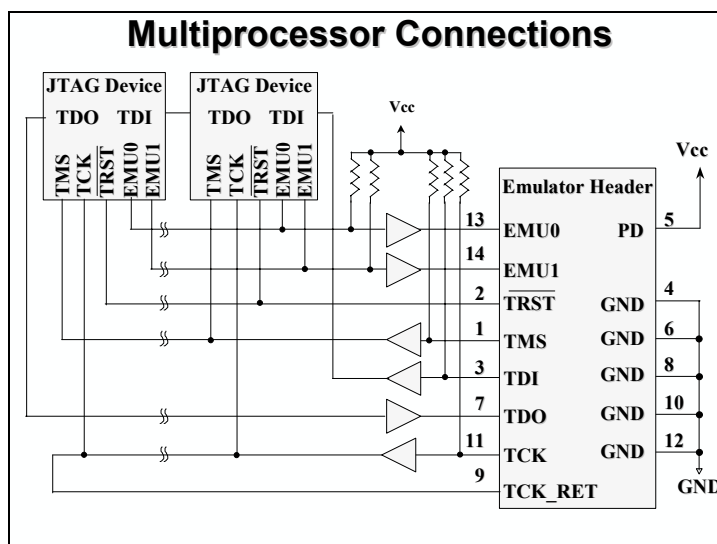 Multiprocessor Connections
JTAG Device
TDO TDI
TMS
TCK
TRST
EMU0
EMU1
JTAG Device
TDO TDI
TMS
TCK
TRST
EMU0
EMU1
Vcc
Vcc
Emulator Header
13 EMU0 PD 5
14 EMU1
2 TRST GND 4
1 TMS GND 6
3 TDI GND 8
7 TDO GND 10
11 TCK GND 12
9 TCK_RET
GND